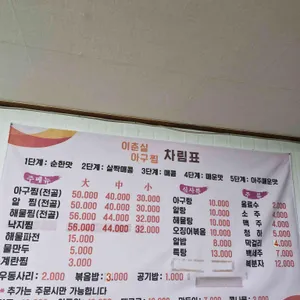 이춘실
아구찜 차림표
1단계 : 순한맛 2단계 : 살짝매콤 3단계 : 매콤 4단계 : 매운맛 5단계 : 아주매운맛
주메뉴 大 中 小
아구찜(전골) 50.000 40.000 30.000
알 찜(전골) 50.000 40.000 30.000
해물찜(전골) 56.000 44.000 32.000
낙지찜 56.000 44.000 32.000
해물파전 15.000
물만두 5.000
계란찜 3.000
식사류
아구탕 10.000
알탕 10.000
해물탕 10.000
오징어볶음 10.000
알밥 8.000
특탕 13.000
음료수 2.000
소주 4.000
맥주 4.000
청하 5.000
막걸리 4.000
백세주 7.000
복분자 12.000
우동사리 : 2.000 볶음밥 : 3.000 공기밥 : 1.000
* 추가는 주문시만 가능합니다